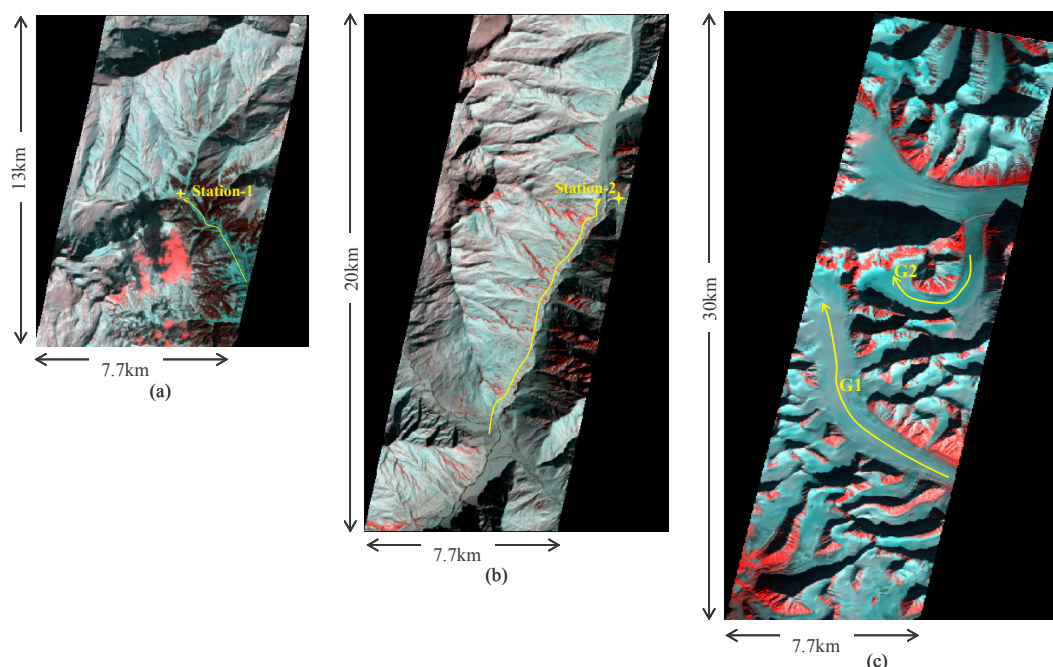 13km
Station-1
7.7km
(a)
20km
Station-2
7.7km
(b)
30km
G2
G1
7.7km
(c)